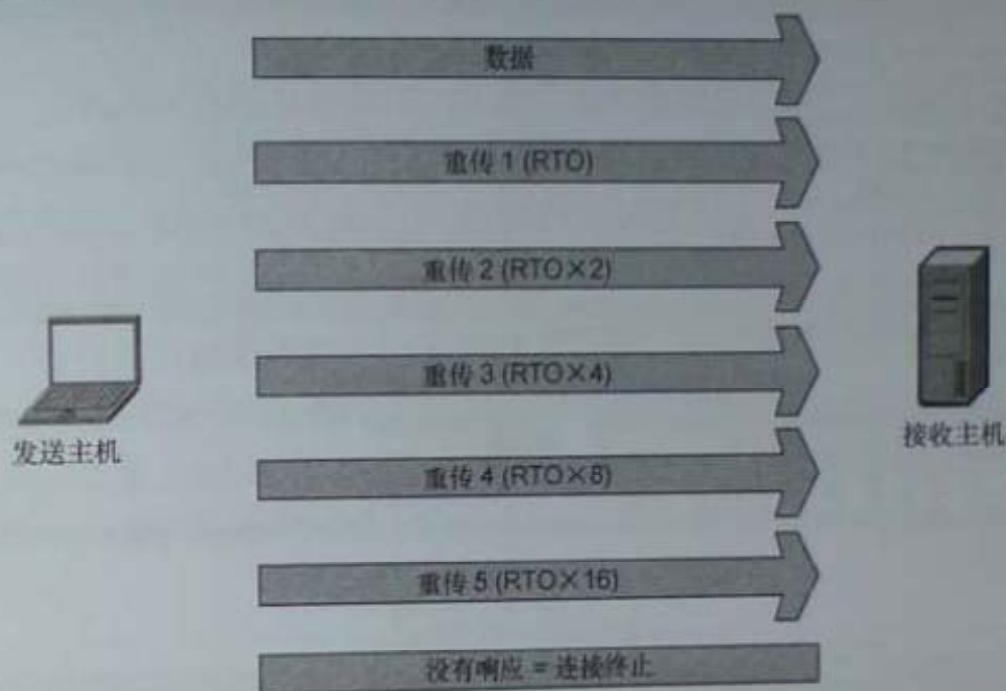 数据
重传 1 (RTO)
重传 2 (RTO×2)
重传 3 (RTO×4)
重传 4 (RTO×8)
重传 5 (RTO×16)
没有响应 = 连接终止
发送主机
接收主机